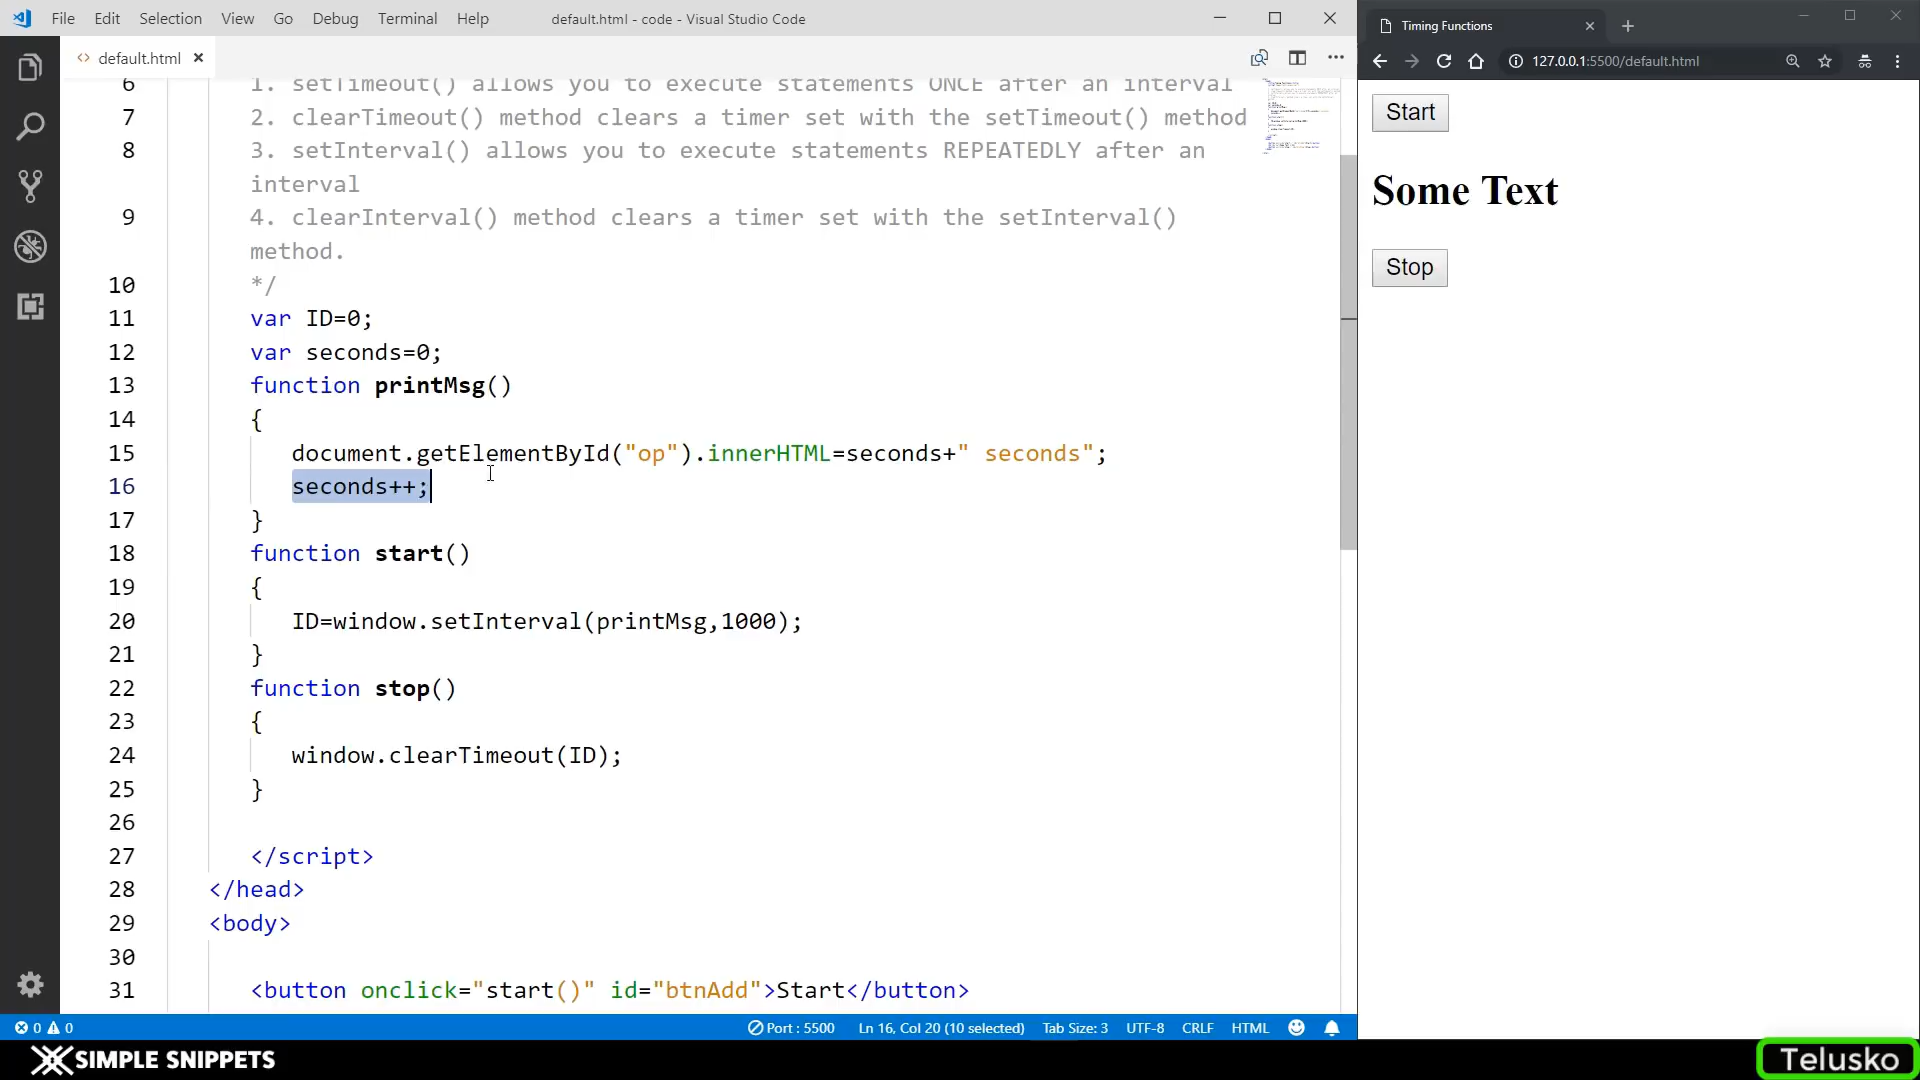 File Edit Selection View Go Debug Terminal Help default.html - code - Visual Studio Code
default.html
6 1. setTimeout() allows you to execute statements ONCE after an interval
7 2. clearTimeout() method clears a timer set with the setTimeout() method
8 3. setInterval() allows you to execute statements REPEATEDLY after an
interval
9 4. clearInterval() method clears a timer set with the setInterval()
method.
10 */
11 var ID=0;
12 var seconds=0;
13 function printMsg()
14 {
15 document.getElementById("op").innerHTML=seconds+" seconds";
16 seconds++;
17 }
18 function start()
19 {
20 ID=window.setInterval(printMsg,1000);
21 }
22 function stop()
23 {
24 window.clearTimeout(ID);
25 }
26
27 </script>
28 </head>
29 <body>
30
31 <button onclick="start()" id="btnAdd">Start</button>
0 0 Port : 5500 Ln 16, Col 20 (10 selected) Tab Size: 3 UTF-8 CRLF HTML
Timing Functions
127.0.0.1:5500/default.html
Start
Some Text
Stop
SIMPLE SNIPPETS
Telusko